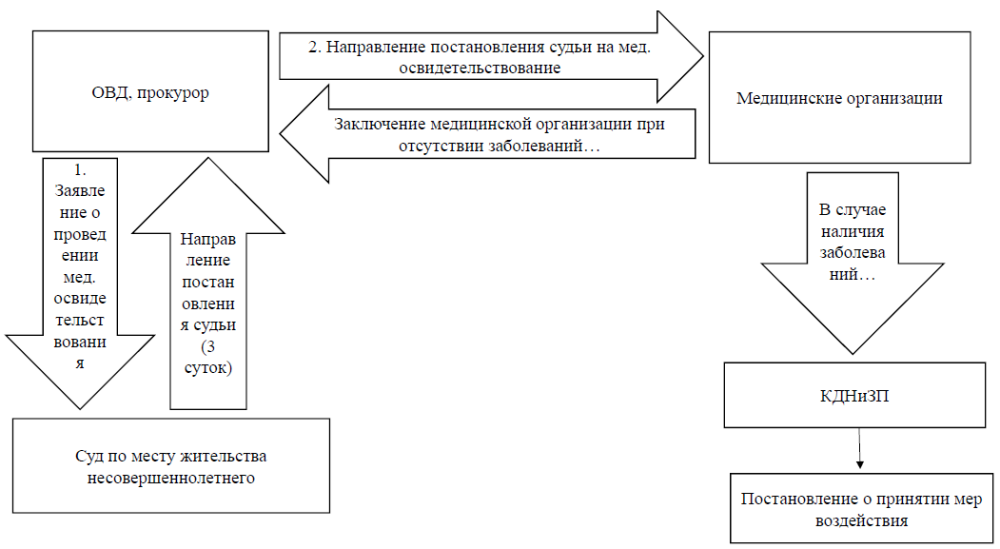 ОВД, прокурор
2. Направление постановления судьи на мед.
освидетельствование
Медицинские организации
Заключение медицинской организации при
отсутствии заболеваний…
1.
Заявле
ние о
провед
ении
мед.
освиде
тельст
вовани
я
Направ
ление
постан
овлени
я судьи
(3
суток)
В случае
наличия
заболева
ний…
КДНиЗП
Суд по месту жительства
несовершеннолетнего
Постановление о принятии мер
воздействия